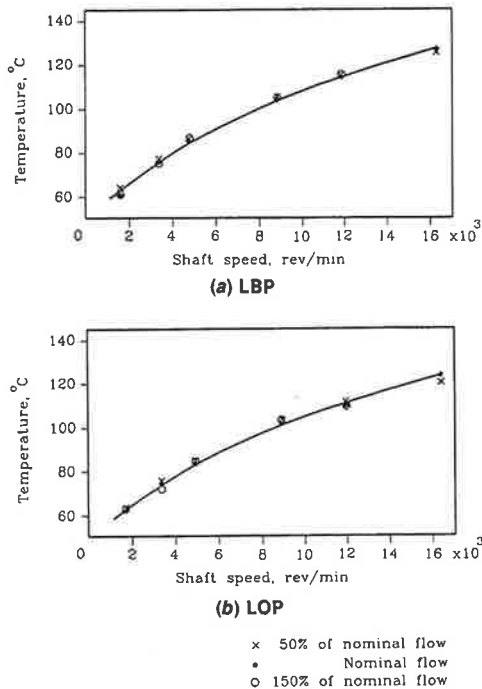 140
120
100
80
60
Temperature, °C
0 2 4 6 8 10 12 14 16 ×10³
Shaft speed, rev/min
(a) LBP
140
120
100
80
60
Temperature, °C
0 2 4 6 8 10 12 14 16 ×10³
Shaft speed, rev/min
(b) LOP
× 50% of nominal flow
• Nominal flow
o 150% of nominal flow